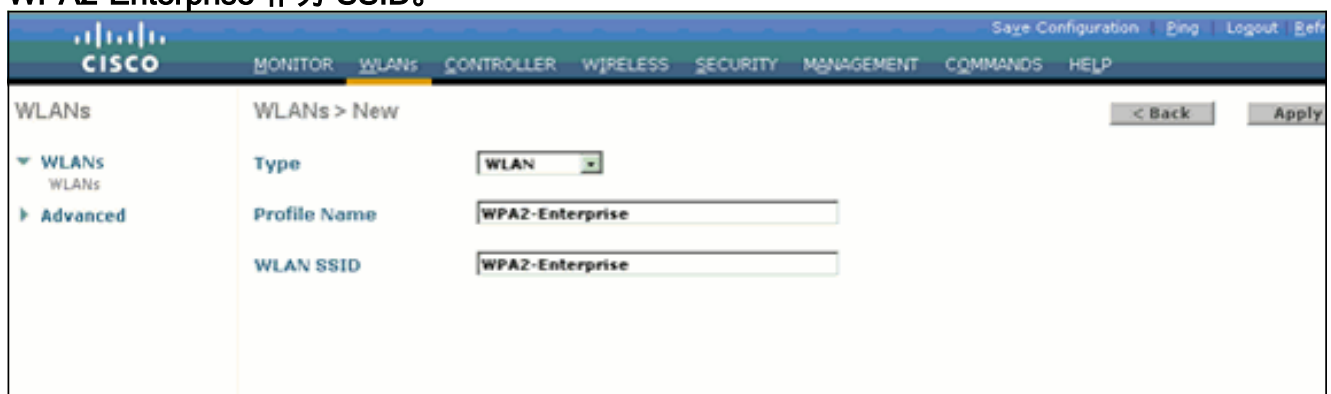 WPA2-Enterprise 作为 SSID。
Save Configuration | Ping | Logout | Refr
CISCO
MONITOR WLANs CONTROLLER WIRELESS SECURITY MANAGEMENT COMMANDS HELP
WLANs
WLANs > New
< Back
Apply
WLANs
WLANs
Advanced
Type
WLAN
Profile Name
WPA2-Enterprise
WLAN SSID
WPA2-Enterprise